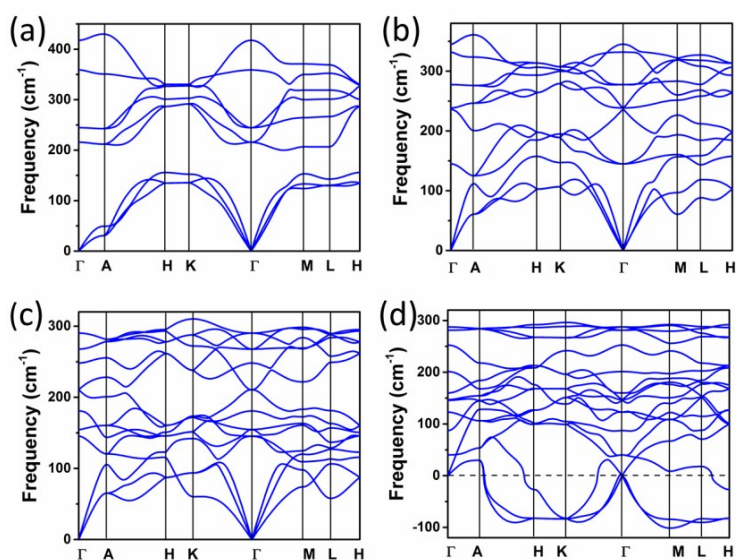 (a)
Frequency (cm⁻¹)
400
300
200
100
0
Γ A H K Γ M L H
(b)
Frequency (cm⁻¹)
300
200
100
0
Γ A H K Γ M L H
(c)
Frequency (cm⁻¹)
300
200
100
0
Γ A H K Γ M L H
(d)
Frequency (cm⁻¹)
300
200
100
0
-100
Γ A H K Γ M L H